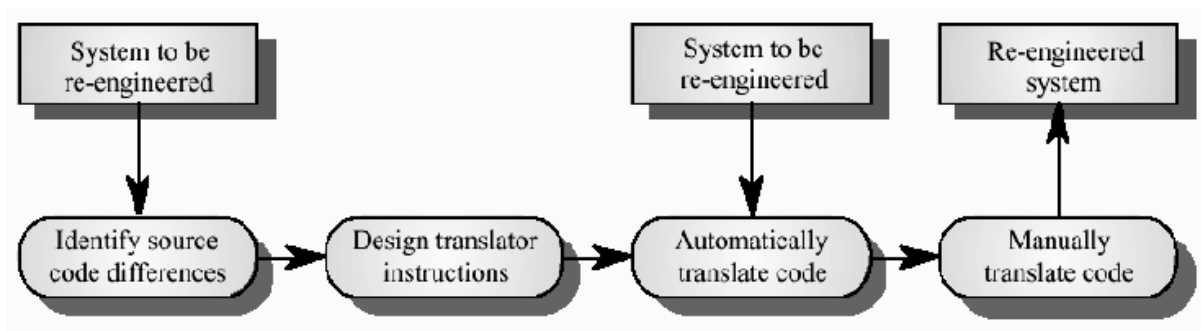 System to be
re-engineered
System to be
re-engineered
Re-engineered
system
Identify source
code differences
Design translator
instructions
Automatically
translate code
Manually
translate code